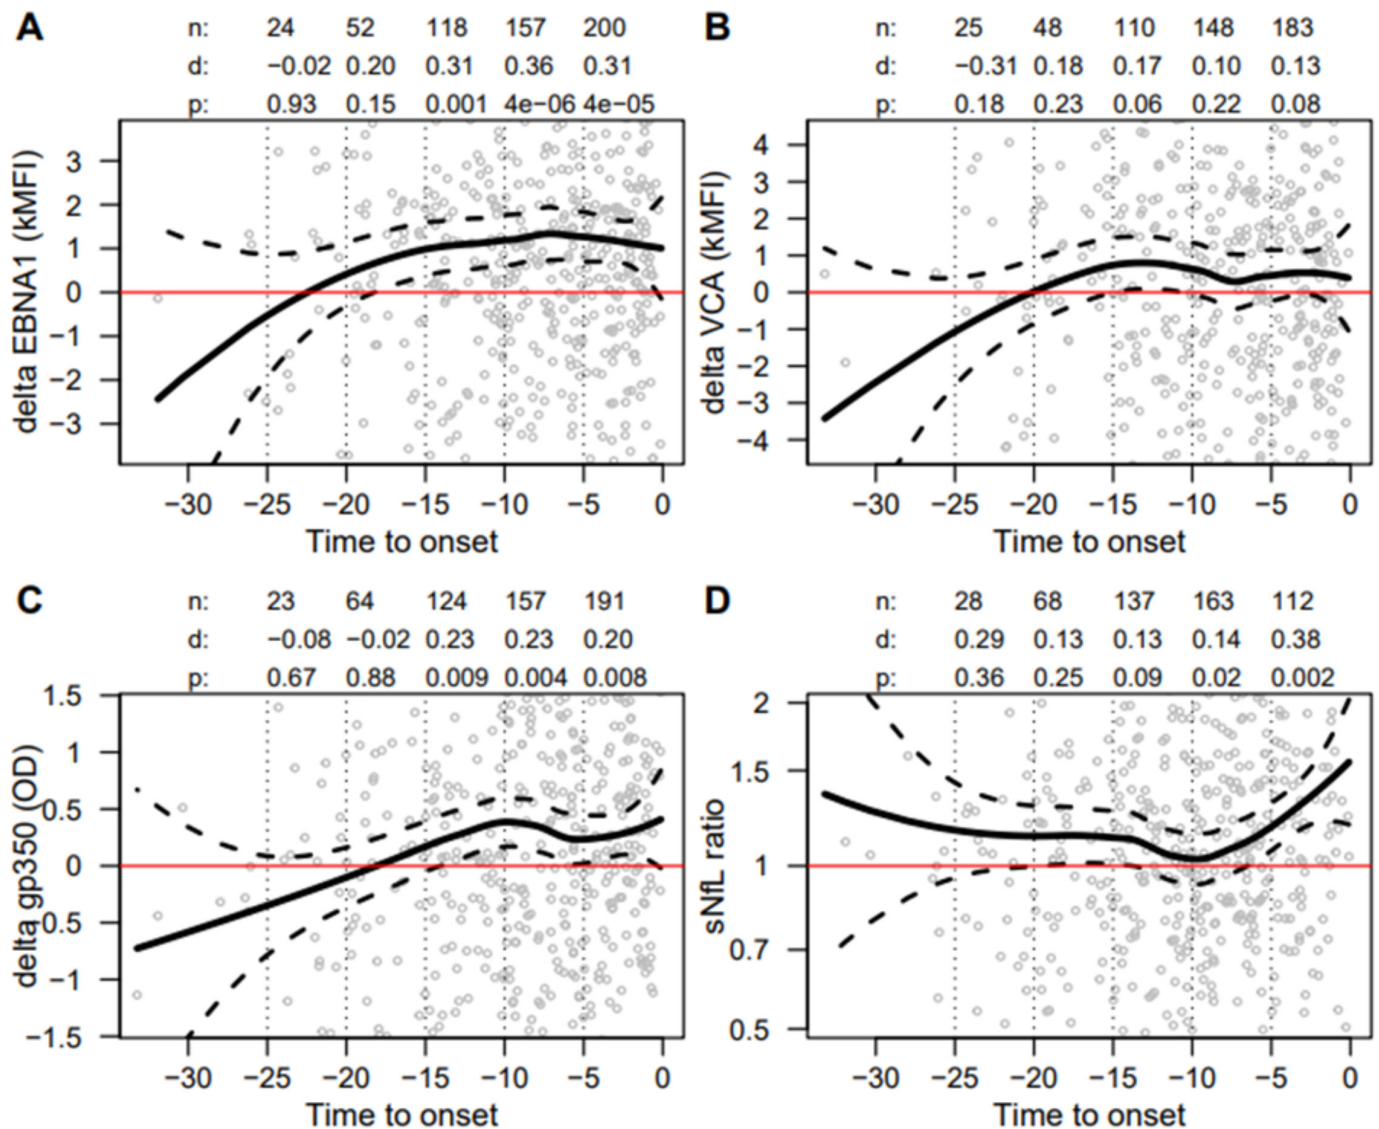 A
n: 24 52 118 157 200
d: −0.02 0.20 0.31 0.36 0.31
p: 0.93 0.15 0.001 4e−06 4e−05
delta EBNA1 (kMFI)
3
2
1
0
−1
−2
−3
−30 −25 −20 −15 −10 −5 0
Time to onset
B
n: 25 48 110 148 183
d: −0.31 0.18 0.17 0.10 0.13
p: 0.18 0.23 0.06 0.22 0.08
delta VCA (kMFI)
4
3
2
1
0
−1
−2
−3
−4
−30 −25 −20 −15 −10 −5 0
Time to onset
C
n: 23 64 124 157 191
d: −0.08 −0.02 0.23 0.23 0.20
p: 0.67 0.88 0.009 0.004 0.008
delta gp350 (OD)
1.5
1
0.5
0
−0.5
−1
−1.5
−30 −25 −20 −15 −10 −5 0
Time to onset
D
n: 28 68 137 163 112
d: 0.29 0.13 0.13 0.14 0.38
p: 0.36 0.25 0.09 0.02 0.002
sNfL ratio
2
1.5
1
0.7
0.5
−30 −25 −20 −15 −10 −5 0
Time to onset